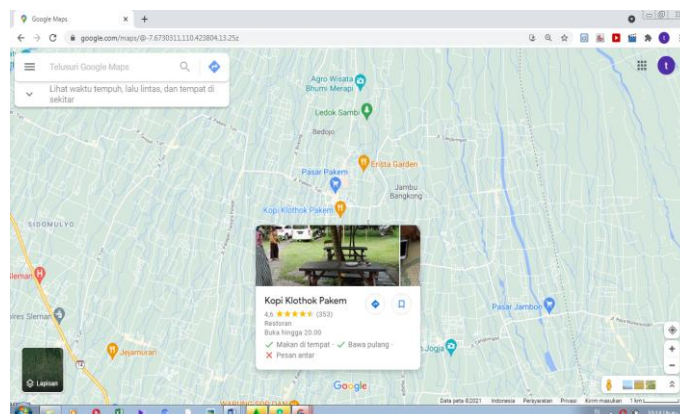 Google Maps
google.com/maps/@-7.6730311,110.423804,13.25z
Telusuri Google Maps
Lihat waktu tempuh, lalu lintas, dan tempat di
sekitar
Agro Wisata
Bhumi Merapi
Ledok Sambi
Bedojo
Erista Garden
Pasar Pakem
Jambu
Bangkong
Kopi Klothok Pakem
SIDOMULYO
Sleman
Kopi Klothok Pakem
4,6 (353)
Restoran
Buka hingga 20.00
Makan di tempat · Bawa pulang ·
Pesan antar
Pasar Jambon
Jejamuran
Jogja
Lapisan
Google
Data peta ©2021 Indonesia Persyaratan Privasi Kirim masukan 1 km